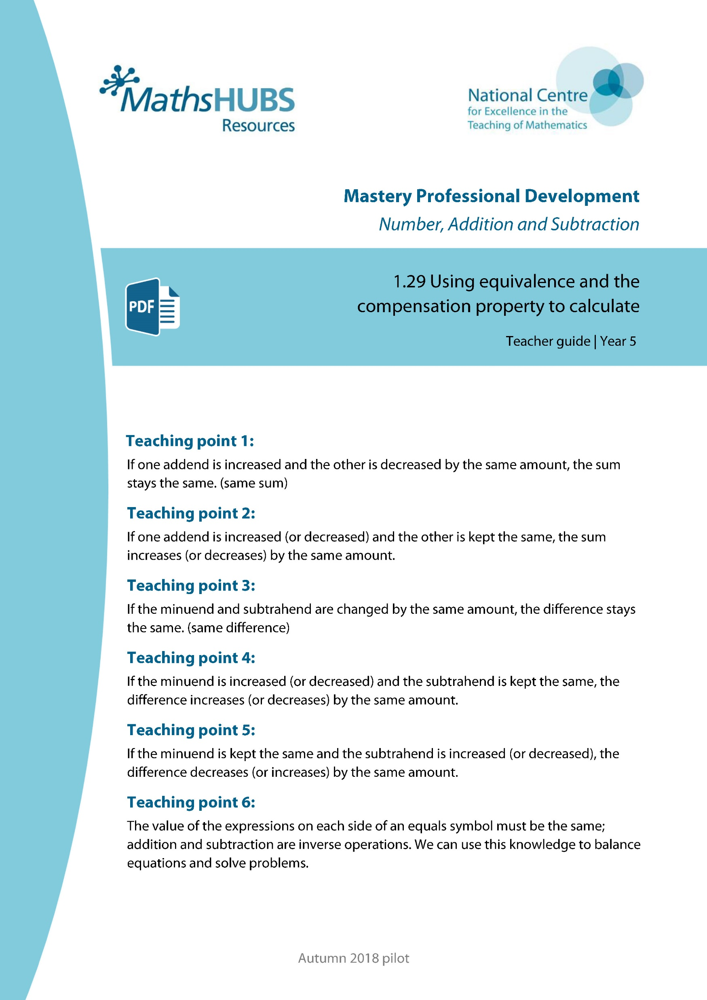 MathsHUBS
Resources
National Centre
for Excellence in the
Teaching of Mathematics
Mastery Professional Development
Number, Addition and Subtraction
PDF
1.29 Using equivalence and the
compensation property to calculate
Teacher guide | Year 5
Teaching point 1:
If one addend is increased and the other is decreased by the same amount, the sum
stays the same. (same sum)
Teaching point 2:
If one addend is increased (or decreased) and the other is kept the same, the sum
increases (or decreases) by the same amount.
Teaching point 3:
If the minuend and subtrahend are changed by the same amount, the difference stays
the same. (same difference)
Teaching point 4:
If the minuend is increased (or decreased) and the subtrahend is kept the same, the
difference increases (or decreases) by the same amount.
Teaching point 5:
If the minuend is kept the same and the subtrahend is increased (or decreased), the
difference decreases (or increases) by the same amount.
Teaching point 6:
The value of the expressions on each side of an equals symbol must be the same;
addition and subtraction are inverse operations. We can use this knowledge to balance
equations and solve problems.
Autumn 2018 pilot